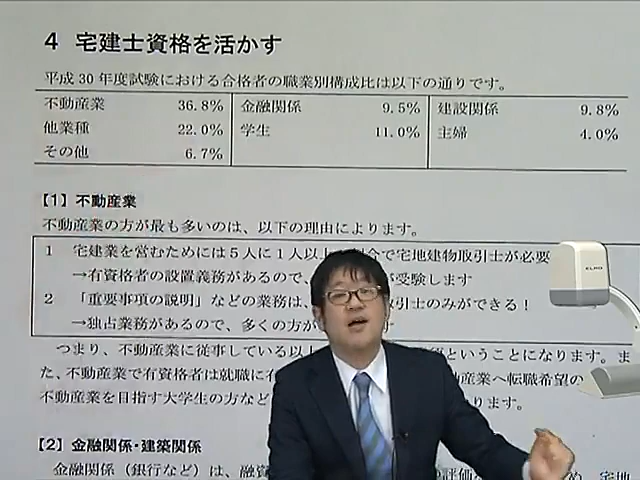 4 宅建士資格を活かす
平成30年度試験における合格者の職業別構成比は以下の通りです。
不動産業 36.8% 金融関係 9.5% 建設関係 9.8%
他業種 22.0% 学生 11.0% 主婦 4.0%
その他 6.7%
【1】不動産業
不動産業の方が最も多いのは、以下の理由によります。
1 宅建業を営むためには5人に1人以上 で宅地建物取引士が必要
→有資格者の設置義務があるので、 が受験します
2 「重要事項の説明」などの業務は、 取引士のみができる！
→独占業務があるので、多くの方が
つまり、不動産業に従事している以上 ということになります。ま
た、不動産業で有資格者は就職に有 動産業へ転職希望の
不動産業を目指す大学生の方など ります。
【2】金融関係・建築関係
金融関係（銀行など）は、融資 評価 宅地
ELMO